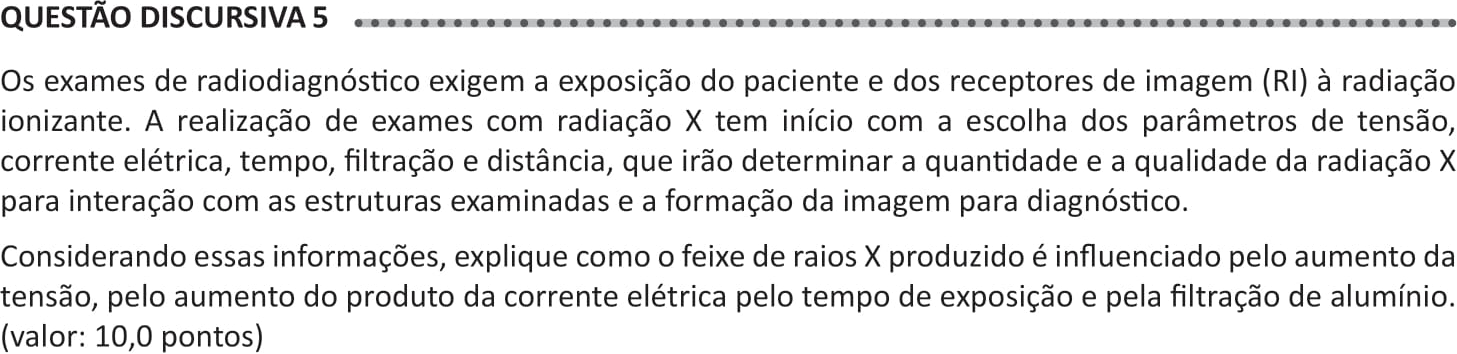 QUESTÃO DISCURSIVA 5
Os exames de radiodiagnóstico exigem a exposição do paciente e dos receptores de imagem (RI) à radiação
ionizante. A realização de exames com radiação X tem início com a escolha dos parâmetros de tensão,
corrente elétrica, tempo, filtração e distância, que irão determinar a quantidade e a qualidade da radiação X
para interação com as estruturas examinadas e a formação da imagem para diagnóstico.
Considerando essas informações, explique como o feixe de raios X produzido é influenciado pelo aumento da
tensão, pelo aumento do produto da corrente elétrica pelo tempo de exposição e pela filtração de alumínio.
(valor: 10,0 pontos)